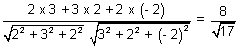 (2 x 3 + 3 x 2 + 2 x (-2)) / (√(2² + 3² + 2²) √(3² + 2² + (-2)²)) = 8 / √17